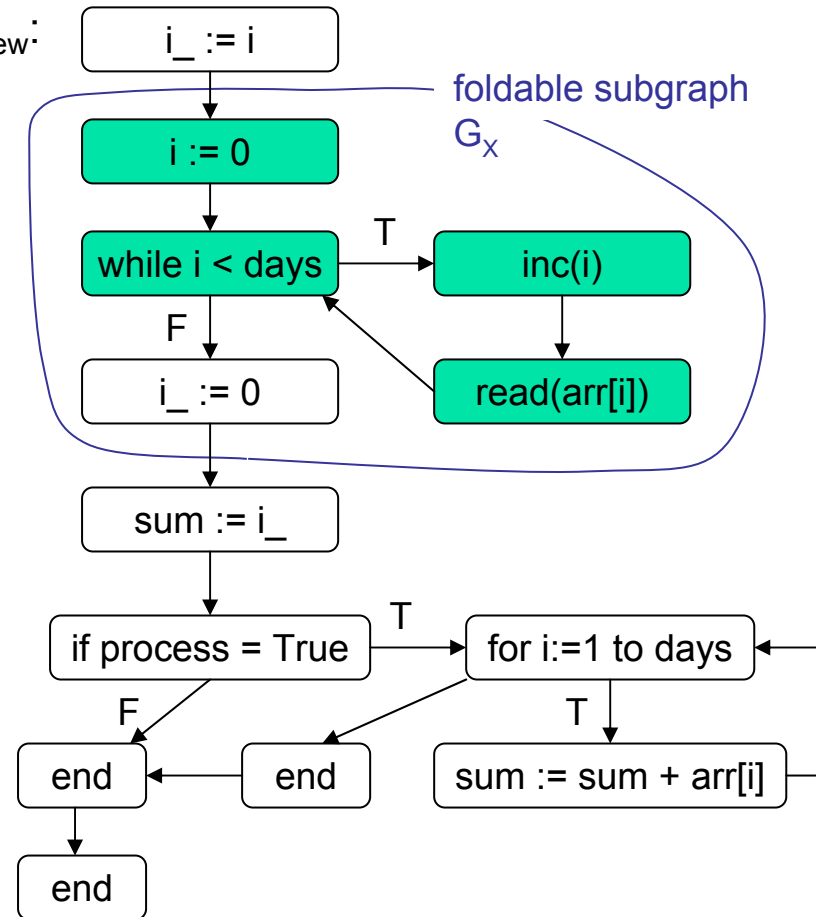 ew:
i_ := i
foldable subgraph
G_X
i := 0
while i < days
T
inc(i)
F
i_ := 0
read(arr[i])
sum := i_
if process = True
T
for i:=1 to days
F
T
end
end
sum := sum + arr[i]
end